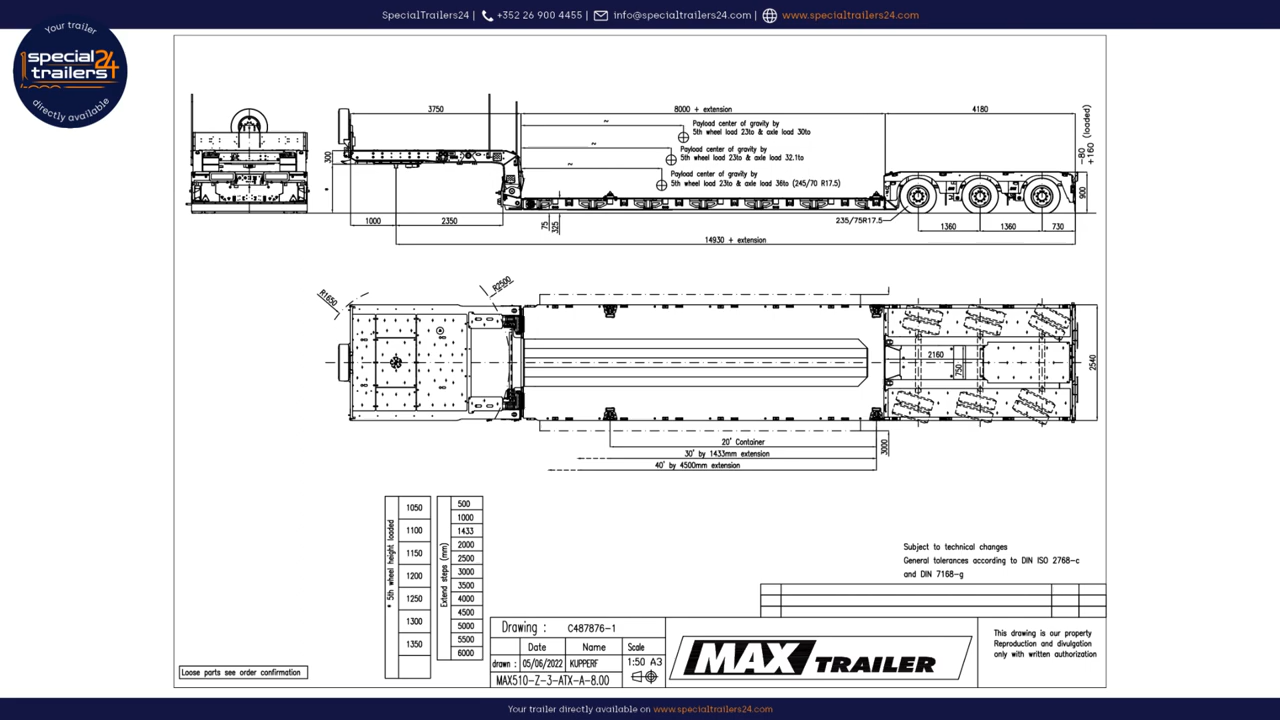 SpecialTrailers24 | +352 26 900 4455 | info@specialtrailers24.com | www.specialtrailers24.com
Your trailer
special 24
trailers
directly available
3750
8000 + extension
4180
~
Payload center of gravity by
5th wheel load 23to & axle load 30to
~
Payload center of gravity by
5th wheel load 23to & axle load 32.1to
~
Payload center of gravity by
5th wheel load 23to & axle load 36to (245/70 R17.5)
300
*
-80
+160 (loaded)
900
1000
2350
75
325
235/75R17.5
1360
1360
730
14930 + extension
R1650
R2500
2160
750
2540
20' Container
30' by 1433mm extension
40' by 4500mm extension
3000
* 5th wheel height loaded
1050
1100
1150
1200
1250
1300
1350
Extend steps (mm)
500
1000
1433
2000
2500
3000
3500
4000
4500
5000
5500
6000
Subject to technical changes
General tolerances according to DIN ISO 2768-c
and DIN 7168-g
Drawing : C487876-1
Date Name Scale
drawn : 05/06/2022 KUPPERF 1:50 A3
MAX510-Z-3-ATX-A-8.00
MAX TRAILER
This drawing is our property
Reproduction and divulgation
only with written authorization
Loose parts see order confirmation
Your trailer directly available on www.specialtrailers24.com